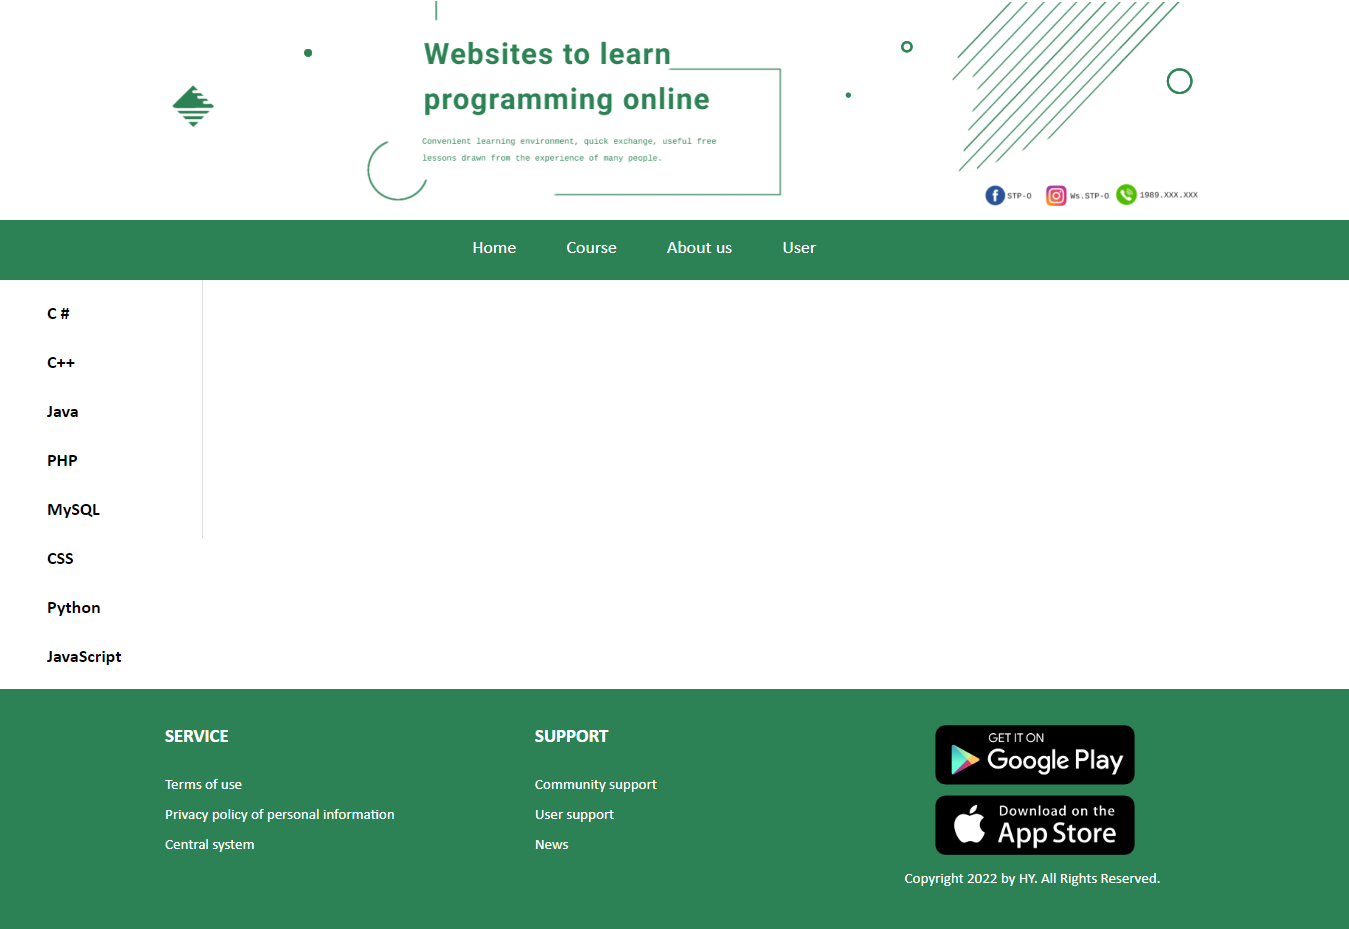 Websites to learn
programming online
Convenient learning environment, quick exchange, useful free
lessons drawn from the experience of many people.
STP-O Ws.STP-O 1989.XXX.XXX
Home Course About us User
C #
C++
Java
PHP
MySQL
CSS
Python
JavaScript
SERVICE
Terms of use
Privacy policy of personal information
Central system
SUPPORT
Community support
User support
News
GET IT ON
Google Play
Download on the
App Store
Copyright 2022 by HY. All Rights Reserved.